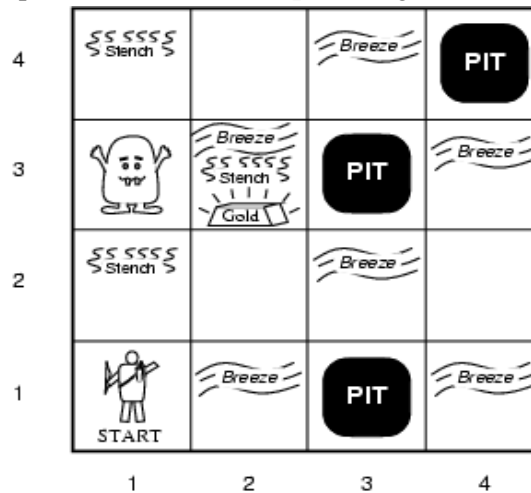 4
Stench
Breeze
PIT
3
Breeze
Stench
Gold
PIT
Breeze
2
Stench
Breeze
1
START
Breeze
PIT
Breeze
1 2 3 4